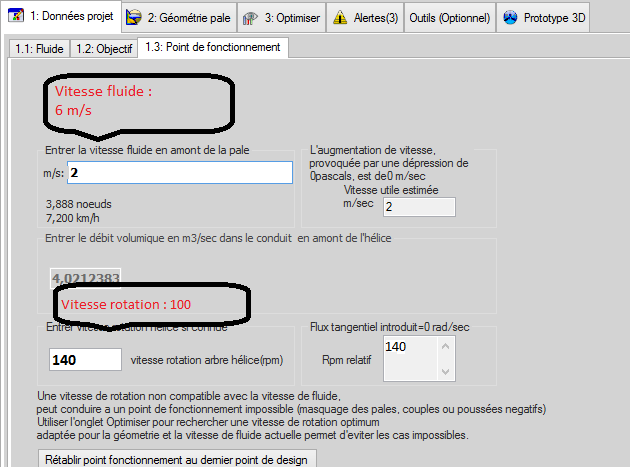 1: Données projet 2: Géométrie pale 3: Optimiser Alertes(3) Outils (Optionnel) Prototype 3D
1.1: Fluide 1.2: Objectif 1.3: Point de fonctionnement
Vitesse fluide :
6 m/s
Entrer la vitesse fluide en amont de la pale
m/s: 2
3,888 noeuds
7,200 km/h
L'augmentation de vitesse,
provoquée par une dépression de
0pascals, est de0 m/sec
Vitesse utile estimée
m/sec 2
Entrer le débit volumique en m3/sec dans le conduit en amont de l'hélice
4,0212383
Vitesse rotation : 100
Entrer vitesse rotation hélice si connue
140 vitesse rotation arbre hélice(rpm)
Flux tangentiel introduit=0 rad/sec
Rpm relatif 140
Une vitesse de rotation non compatible avec la vitesse de fluide,
peut conduire a un point de fonctionnement impossible (masquage des pales, couples ou poussées negatifs)
Utiliser l'onglet Optimiser pour rechercher une vitesse de rotation optimum
adaptée pour la géometrie et la vitesse de fluide actuelle permet d'eviter les cas impossibles.
Rétablir point fonctionnement au dernier point de design